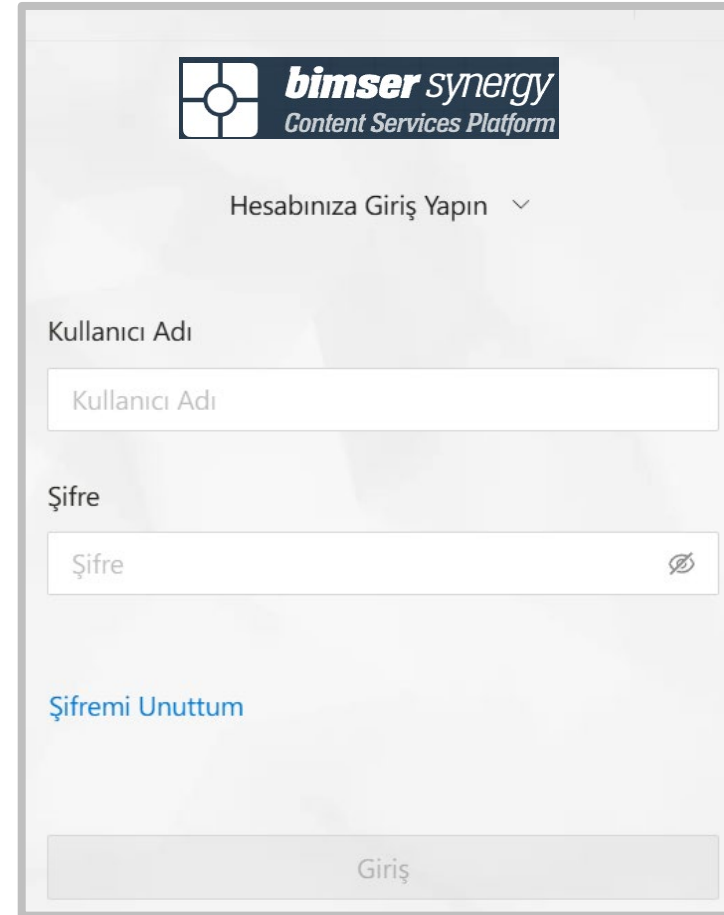 bimser synergy
Content Services Platform
Hesabınıza Giriş Yapın
Kullanıcı Adı
Kullanıcı Adı
Şifre
Şifre
Şifremi Unuttum
Giriş